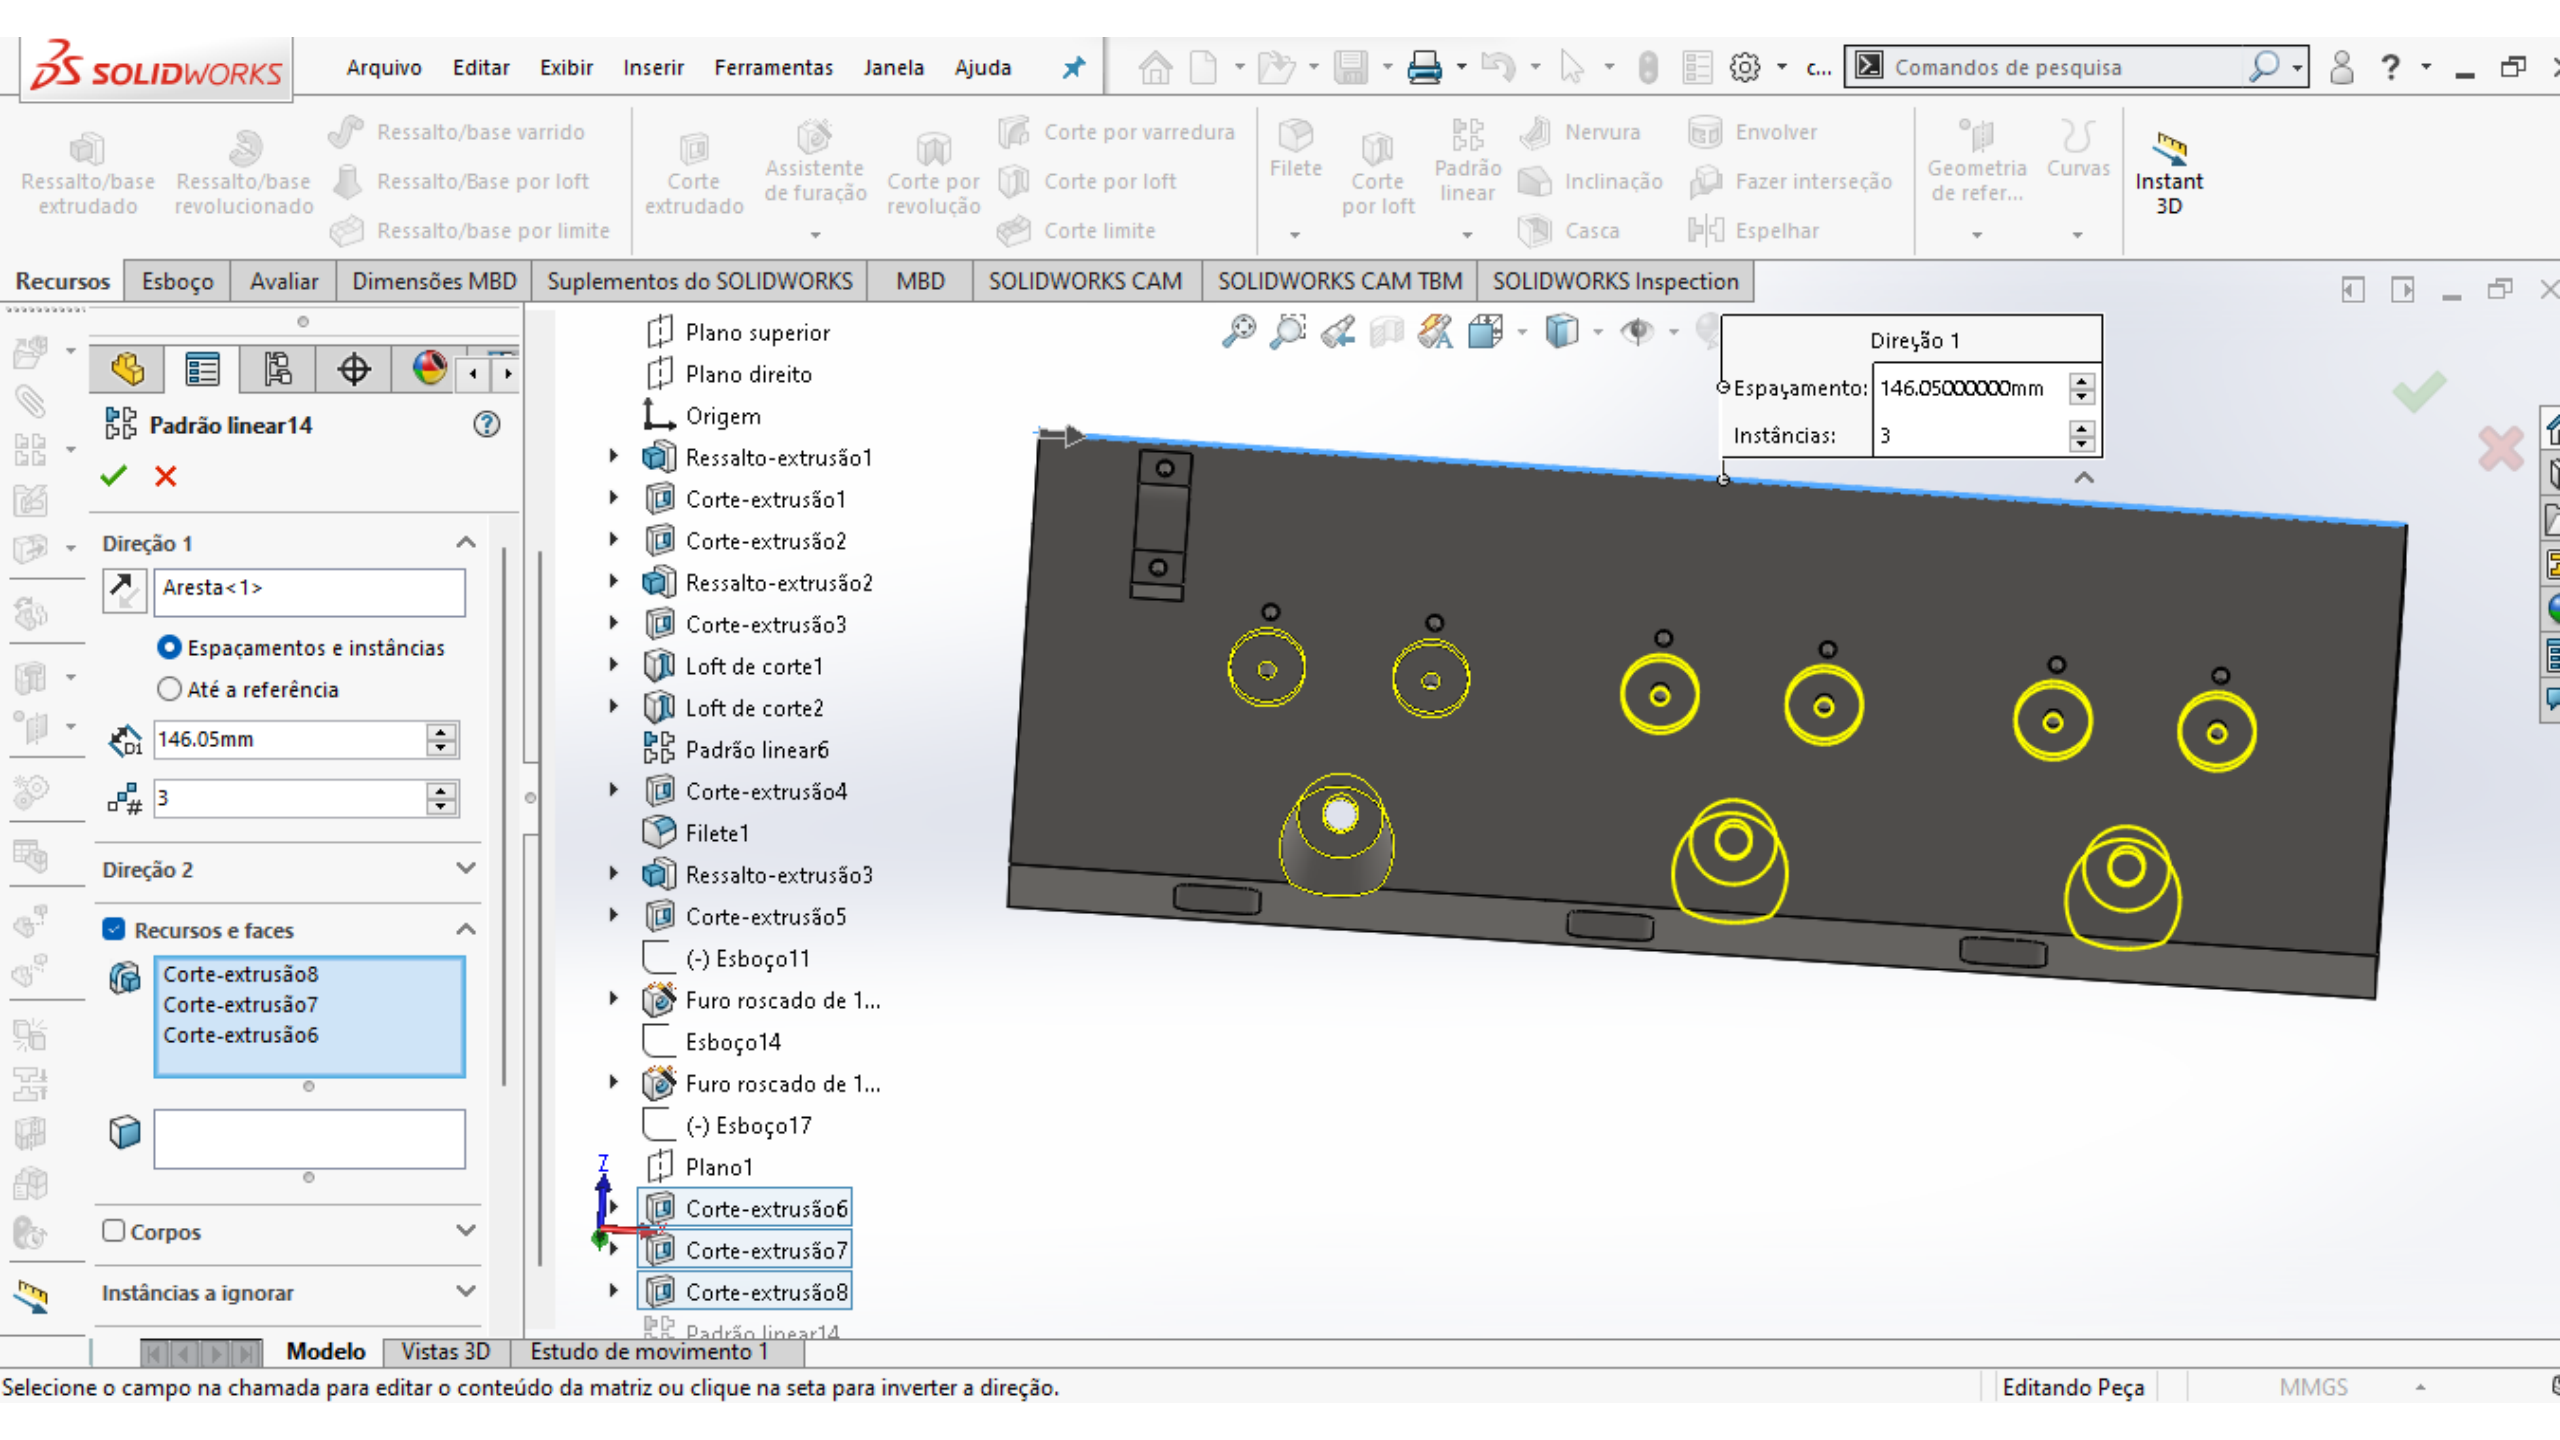 SOLIDWORKS
Arquivo Editar Exibir Inserir Ferramentas Janela Ajuda
c... Comandos de pesquisa
?
Ressalto/base extrudado
Ressalto/base revolucionado
Ressalto/base varrido
Ressalto/Base por loft
Ressalto/base por limite
Corte extrudado
Assistente de furação
Corte por revolução
Corte por varredura
Corte por loft
Corte limite
Filete
Corte por loft
Padrão linear
Nervura
Inclinação
Casca
Envolver
Fazer interseção
Espelhar
Geometria de refer...
Curvas
Instant 3D
Recursos Esboço Avaliar Dimensões MBD Suplementos do SOLIDWORKS MBD SOLIDWORKS CAM SOLIDWORKS CAM TBM SOLIDWORKS Inspection
Padrão linear14
Direção 1
Aresta<1>
Espaçamentos e instâncias
Até a referência
D1 146.05mm
# 3
Direção 2
Recursos e faces
Corte-extrusão8
Corte-extrusão7
Corte-extrusão6
Corpos
Instâncias a ignorar
Plano superior
Plano direito
Origem
Ressalto-extrusão1
Corte-extrusão1
Corte-extrusão2
Ressalto-extrusão2
Corte-extrusão3
Loft de corte1
Loft de corte2
Padrão linear6
Corte-extrusão4
Filete1
Ressalto-extrusão3
Corte-extrusão5
(-) Esboço11
Furo roscado de 1...
Esboço14
Furo roscado de 1...
(-) Esboço17
Plano1
Corte-extrusão6
Corte-extrusão7
Corte-extrusão8
Padrão linear14
Z
Direção 1
Espaçamento: 146.05000000mm
Instâncias: 3
Modelo Vistas 3D Estudo de movimento 1
Selecione o campo na chamada para editar o conteúdo da matriz ou clique na seta para inverter a direção.
Editando Peça MMGS